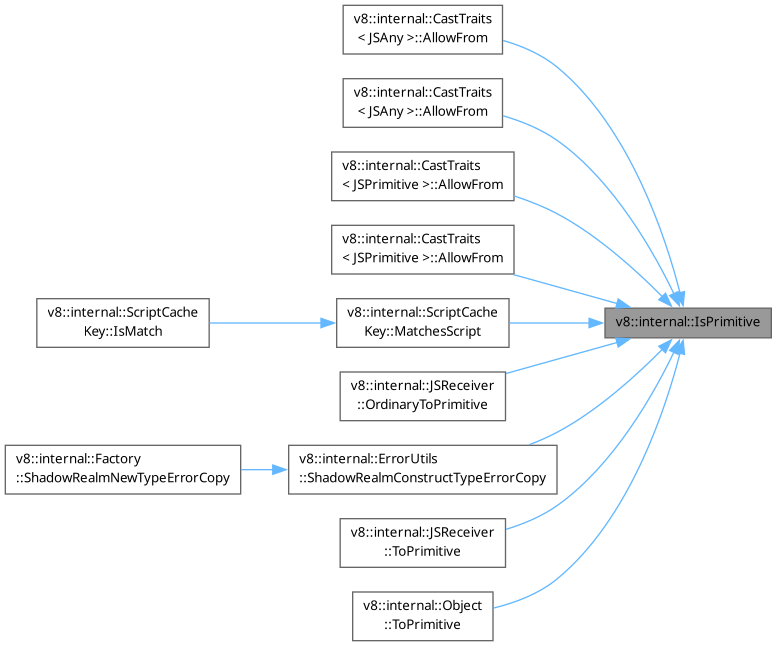 v8::internal::CastTraits
< JSAny >::AllowFrom
v8::internal::CastTraits
< JSAny >::AllowFrom
v8::internal::CastTraits
< JSPrimitive >::AllowFrom
v8::internal::CastTraits
< JSPrimitive >::AllowFrom
v8::internal::ScriptCache
Key::IsMatch
v8::internal::ScriptCache
Key::MatchesScript
v8::internal::IsPrimitive
v8::internal::JSReceiver
::OrdinaryToPrimitive
v8::internal::Factory
::ShadowRealmNewTypeErrorCopy
v8::internal::ErrorUtils
::ShadowRealmConstructTypeErrorCopy
v8::internal::JSReceiver
::ToPrimitive
v8::internal::Object
::ToPrimitive